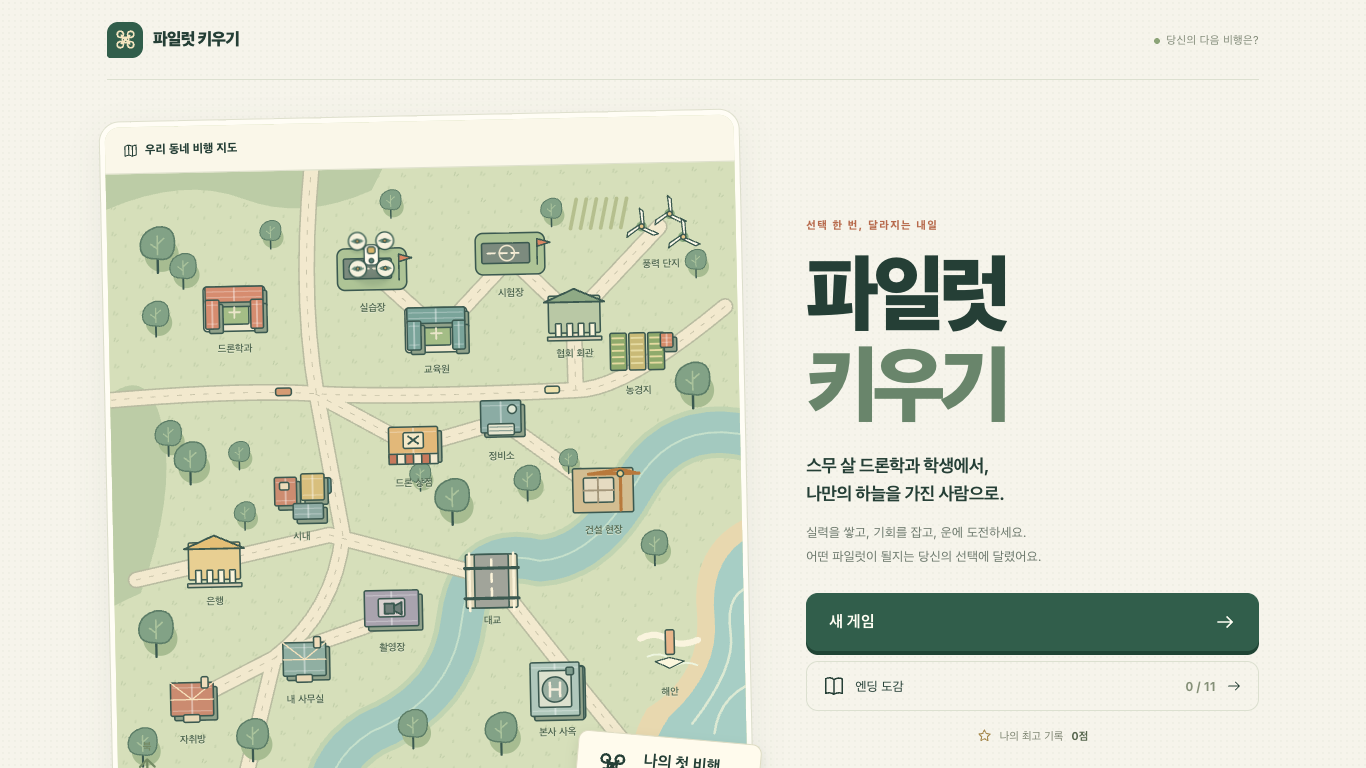 파일럿 키우기
당신의 다음 비행은?
우리 동네 비행 지도
풍력 단지
시험장
실습장
드론학과
협회 회관
교육원
농경지
정비소
드론 상점
건설 현장
시내
은행
대교
촬영장
해안
내 사무실
본사 사옥
자취방
나의 첫 비행
선택 한 번, 달라지는 내일
파일럿
키우기
스무 살 드론학과 학생에서,
나만의 하늘을 가진 사람으로.
실력을 쌓고, 기회를 잡고, 운에 도전하세요.
어떤 파일럿이 될지는 당신의 선택에 달렸어요.
새 게임
엔딩 도감 0 / 11
나의 최고 기록 0점